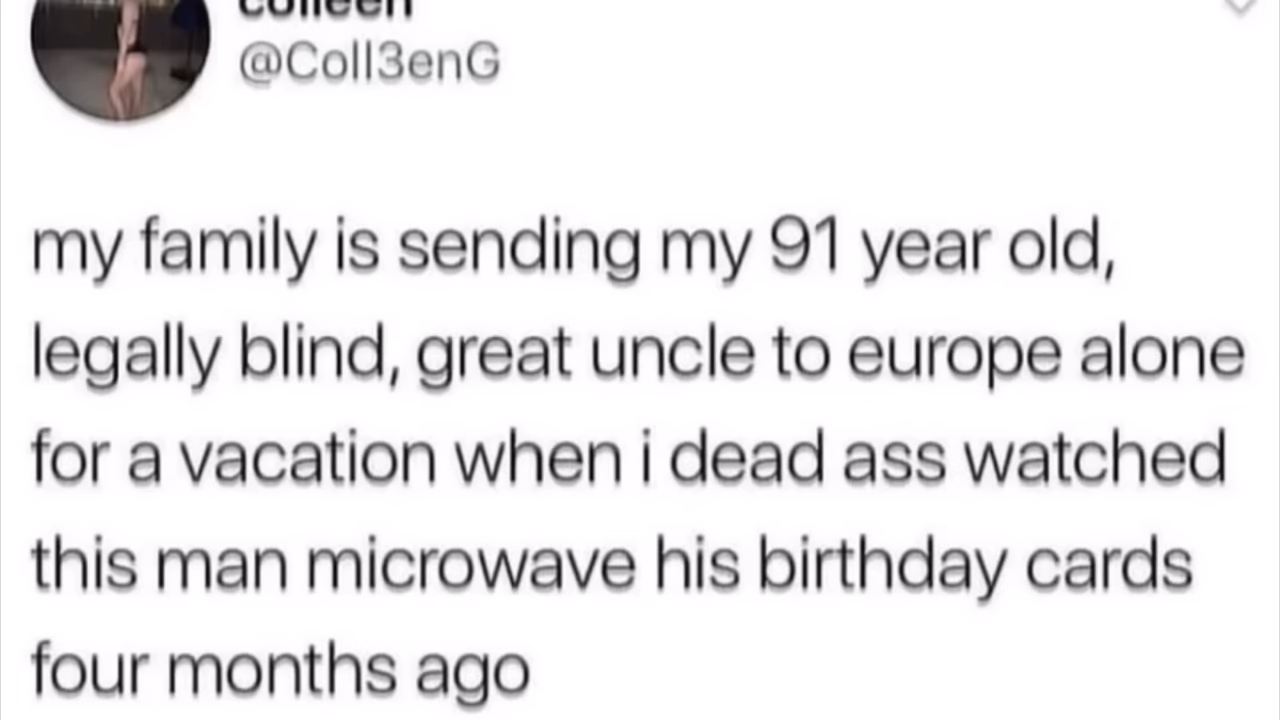 colleen
@Coll3enG
my family is sending my 91 year old,
legally blind, great uncle to europe alone
for a vacation when i dead ass watched
this man microwave his birthday cards
four months ago